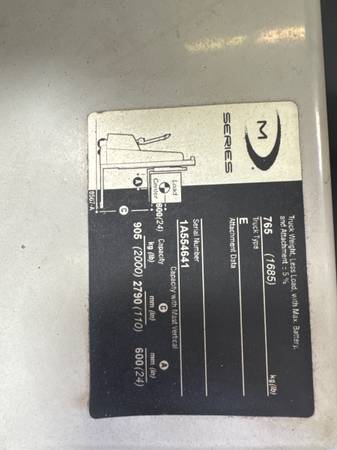 M
SERIES
Truck Weight, Less Load, with Max. Battery,
and Attachment ± 5 %
765 (1685) kg (lb)
Truck Type
E
Attachment Data
Serial Number
1A554641
Capacity with Mast Vertical
Capacity
kg (lb)
C
mm (in)
A
mm (in)
905 (2000) 2790 (110) 600 (24)
Load
Center
600(24)
A
C